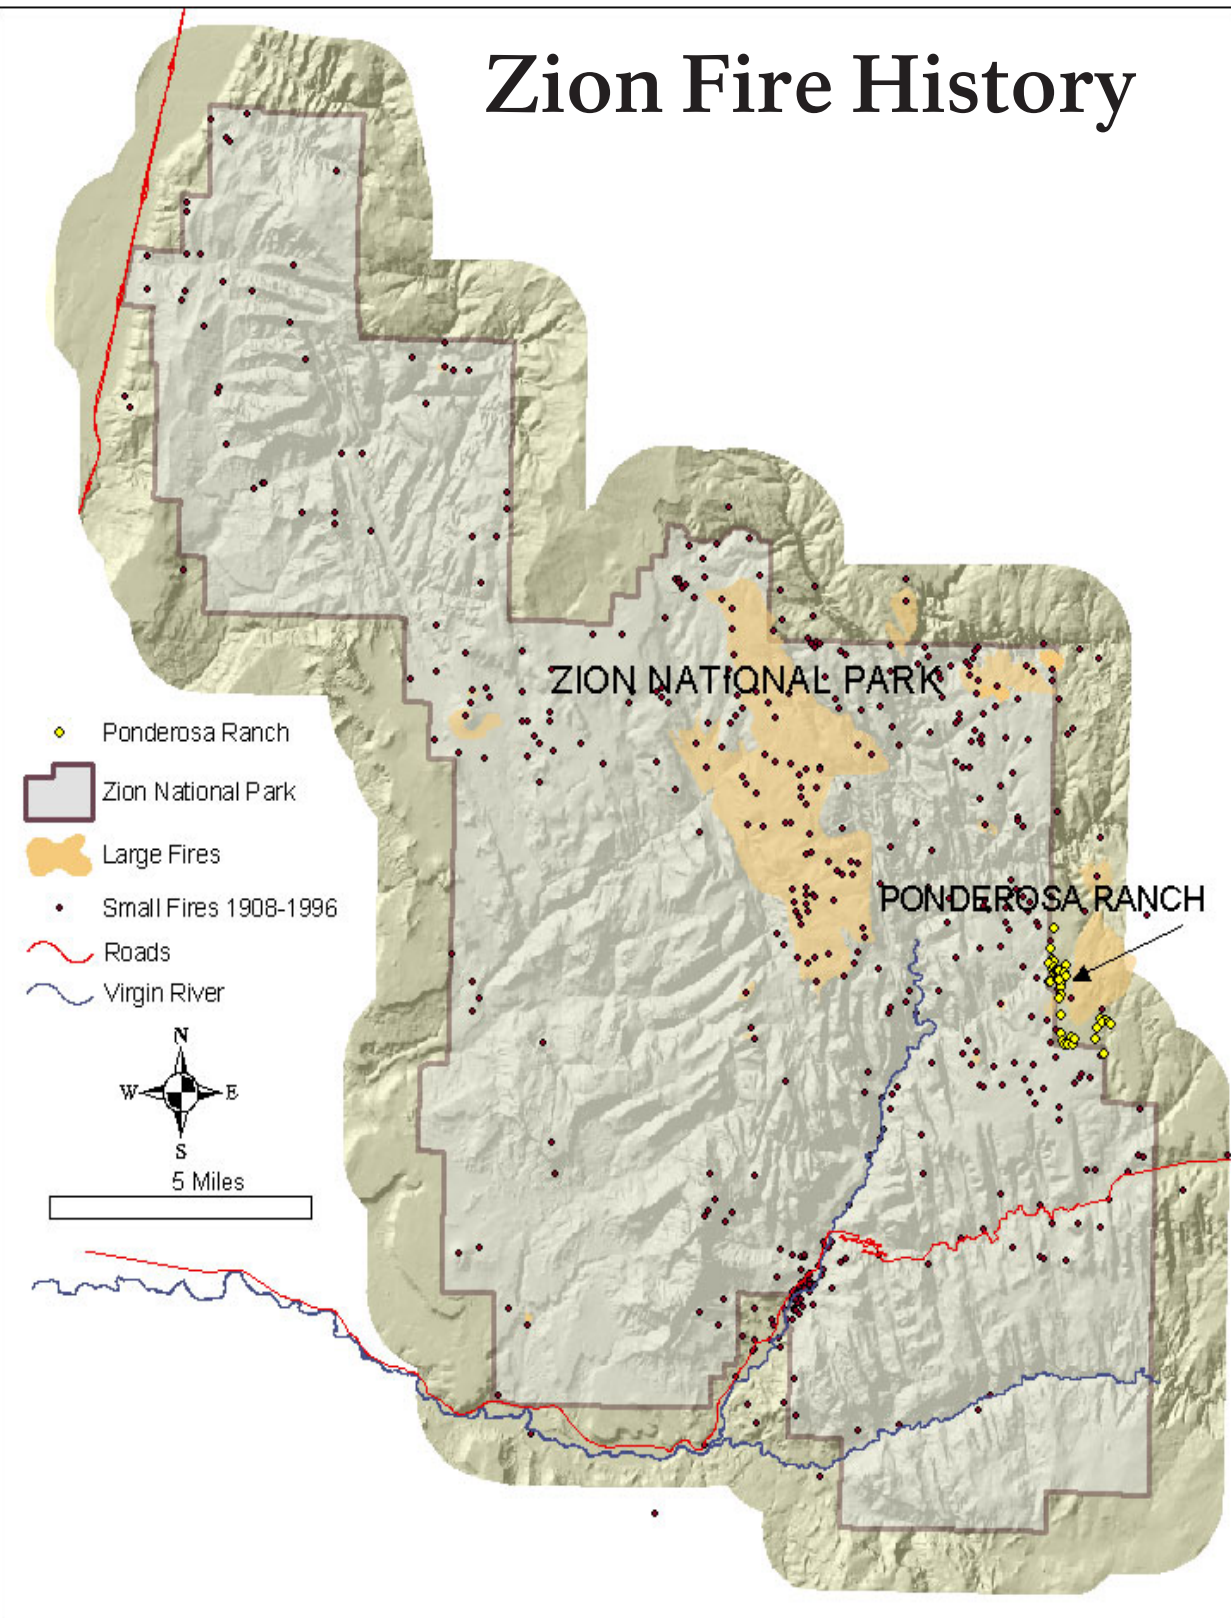 Zion Fire History
ZION NATIONAL PARK
Ponderosa Ranch
Zion National Park
Large Fires
Small Fires 1908-1996
Roads
Virgin River
PONDEROSA RANCH
N
W E
S
5 Miles